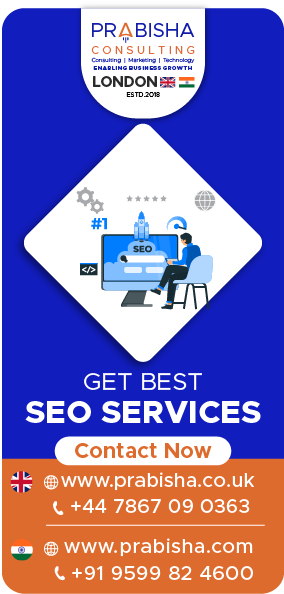 PRABISHA
CONSULTING
Consulting | Marketing | Technology
ENABLING BUSINESS GROWTH
LONDON
ESTD.2018
#1
SEO
</>
GET BEST
SEO SERVICES
Contact Now
www.prabisha.co.uk
+44 7867 09 0363
www.prabisha.com
+91 9599 82 4600